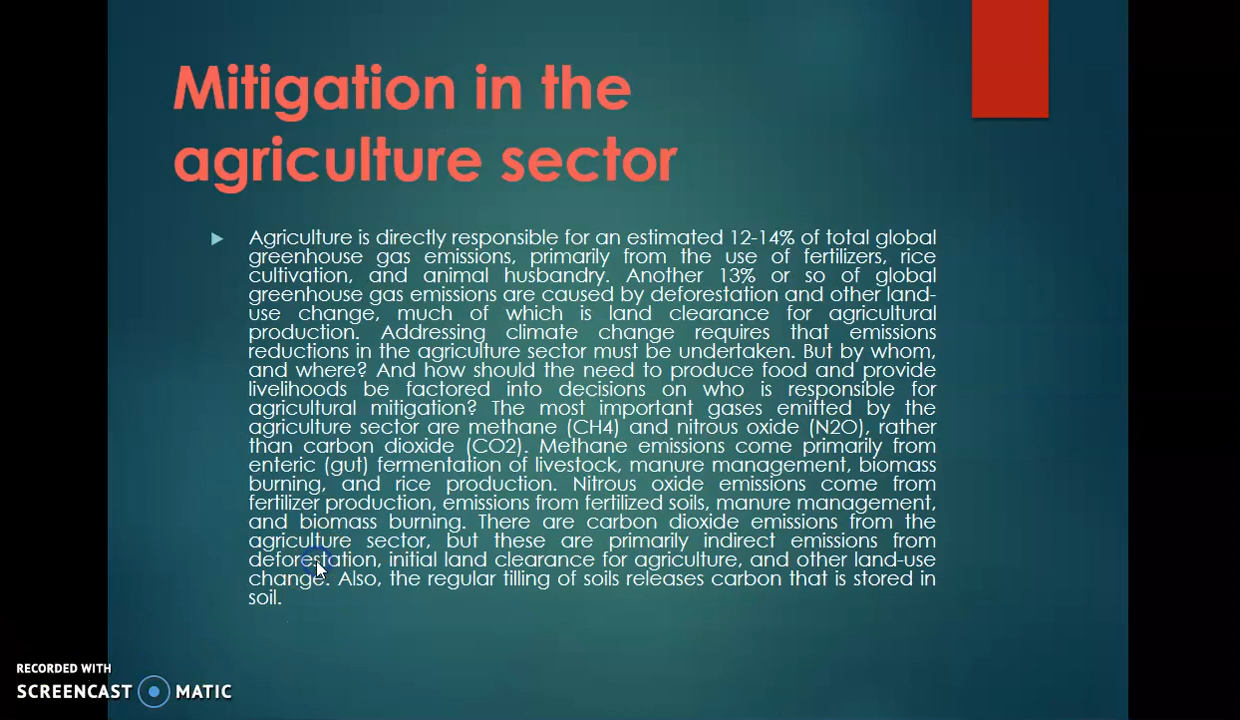 Mitigation in the
agriculture sector
Agriculture is directly responsible for an estimated 12-14% of total global
greenhouse gas emissions, primarily from the use of fertilizers, rice
cultivation, and animal husbandry. Another 13% or so of global
greenhouse gas emissions are caused by deforestation and other land-
use change, much of which is land clearance for agricultural
production. Addressing climate change requires that emissions
reductions in the agriculture sector must be undertaken. But by whom,
and where? And how should the need to produce food and provide
livelihoods be factored into decisions on who is responsible for
agricultural mitigation? The most important gases emitted by the
agriculture sector are methane (CH4) and nitrous oxide (N2O), rather
than carbon dioxide (CO2). Methane emissions come primarily from
enteric (gut) fermentation of livestock, manure management, biomass
burning, and rice production. Nitrous oxide emissions come from
fertilizer production, emissions from fertilized soils, manure management,
and biomass burning. There are carbon dioxide emissions from the
agriculture sector, but these are primarily indirect emissions from
deforestation, initial land clearance for agriculture, and other land-use
change. Also, the regular tilling of soils releases carbon that is stored in
soil.
RECORDED WITH
SCREENCAST MATIC